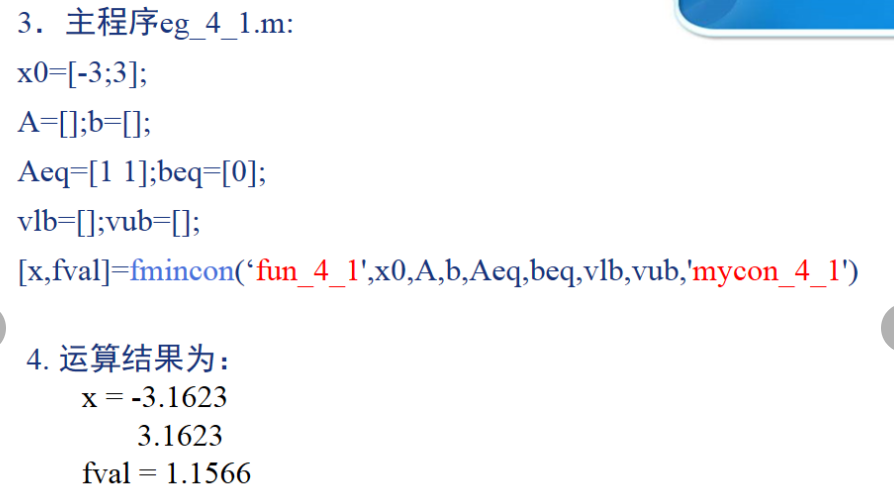 3．主程序eg_4_1.m:
x0=[-3;3];
A=[];b=[];
Aeq=[1 1];beq=[0];
vlb=[];vub=[];
[x,fval]=fmincon(‘fun_4_1',x0,A,b,Aeq,beq,vlb,vub,'mycon_4_1')
4. 运算结果为：
x = -3.1623
3.1623
fval = 1.1566